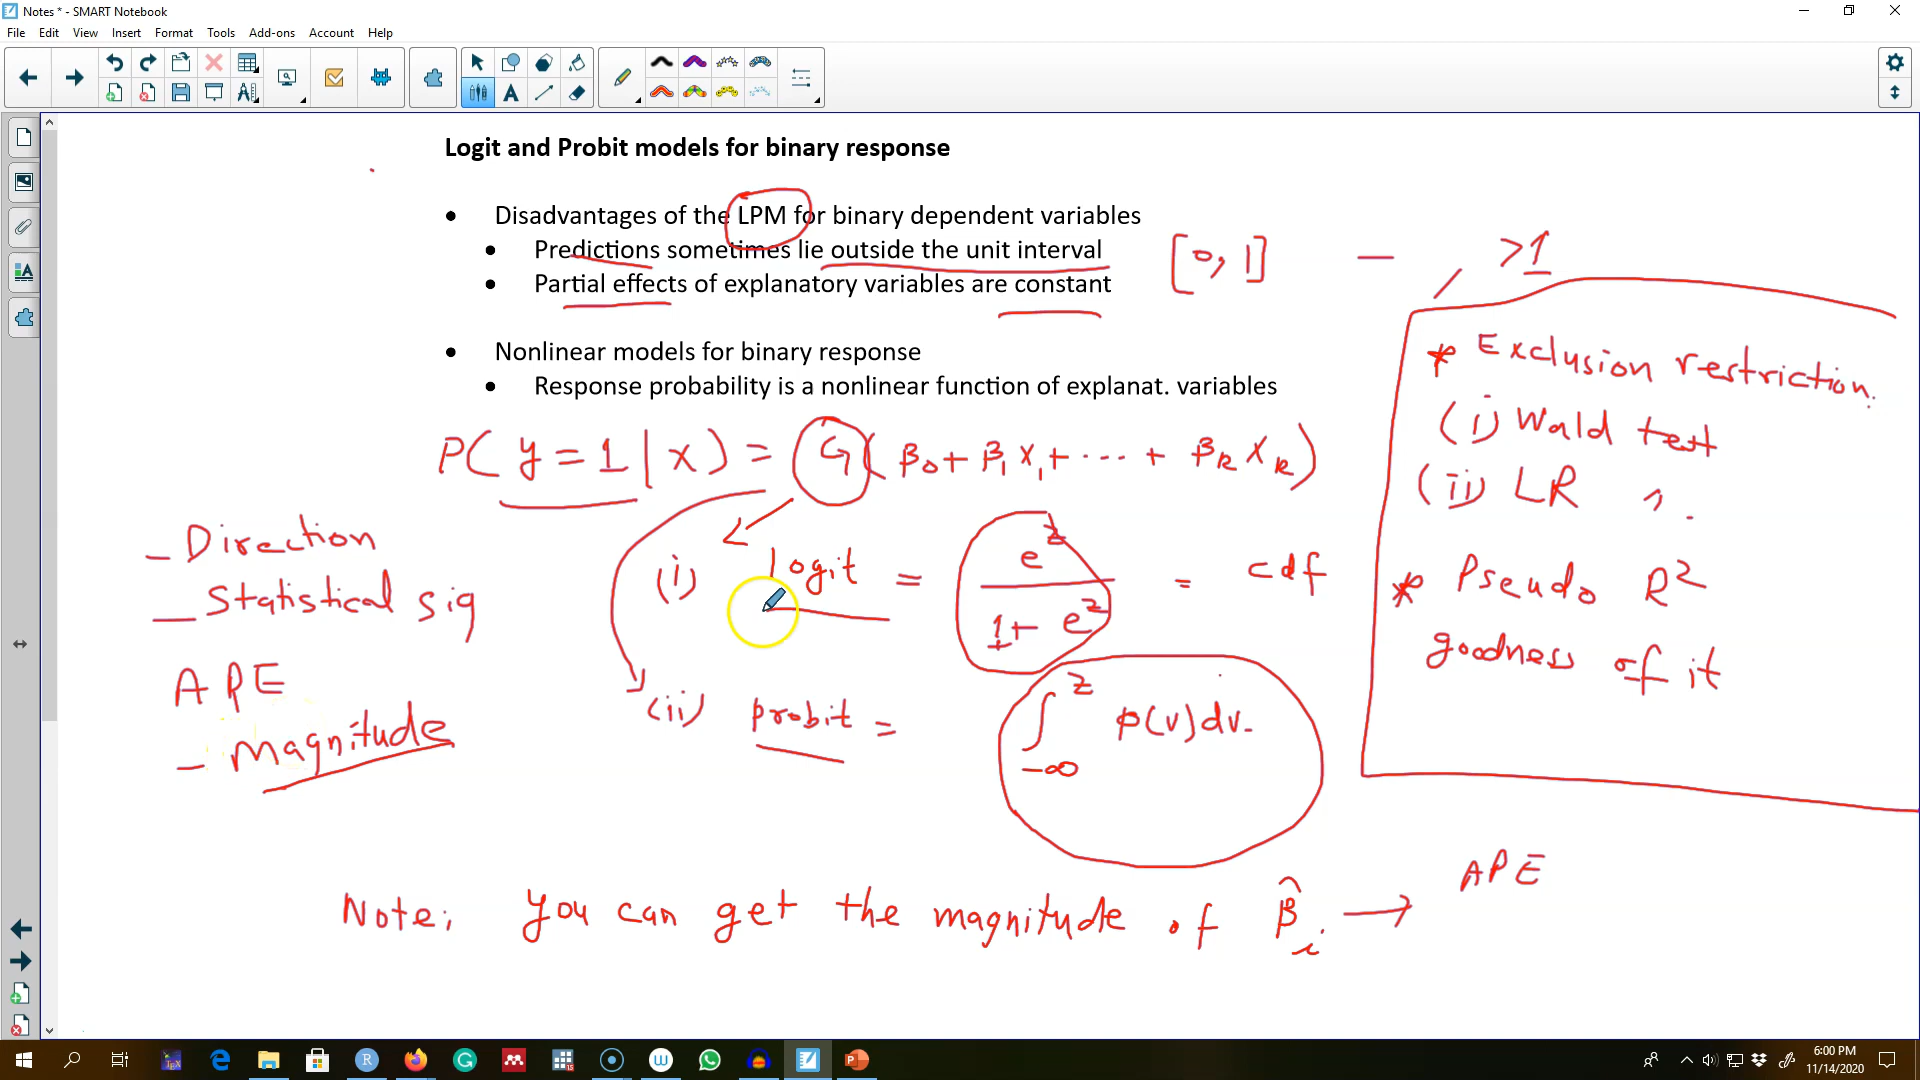 Notes * - SMART Notebook
File Edit View Insert Format Tools Add-ons Account Help
Logit and Probit models for binary response
Disadvantages of the LPM for binary dependent variables
Predictions sometimes lie outside the unit interval [0, 1] — >1
Partial effects of explanatory variables are constant
Nonlinear models for binary response
Response probability is a nonlinear function of explanat. variables
P( y = 1 | x ) = G( β0 + β1 x1 + ... + βk xk )
(i) logit = e^z / 1 + e^z = cdf
(ii) probit = ∫ -∞ z φ(v)dv.
- Direction
- Statistical sig
APE
- Magnitude
* Exclusion restriction.
(i) Wald test
(ii) LR "
* Pseudo R2
goodness of it
Note: You can get the magnitude of β̂i → APE
6:00 PM
11/14/2020